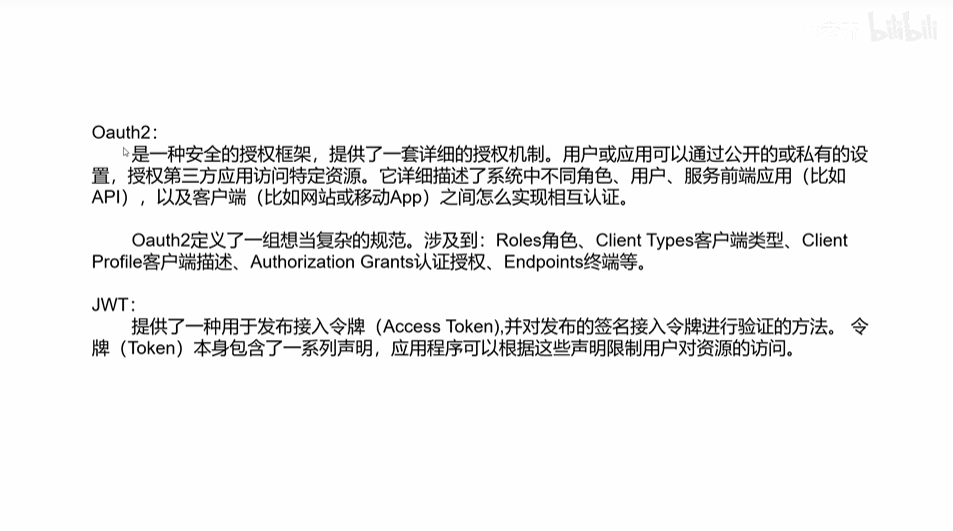 bilibili
Oauth2：
是一种安全的授权框架，提供了一套详细的授权机制。用户或应用可以通过公开的或私有的设
置，授权第三方应用访问特定资源。它详细描述了系统中不同角色、用户、服务前端应用（比如
API），以及客户端（比如网站或移动App）之间怎么实现相互认证。
Oauth2定义了一组想当复杂的规范。涉及到：Roles角色、Client Types客户端类型、Client
Profile客户端描述、Authorization Grants认证授权、Endpoints终端等。
JWT：
提供了一种用于发布接入令牌（Access Token),并对发布的签名接入令牌进行验证的方法。 令
牌（Token）本身包含了一系列声明，应用程序可以根据这些声明限制用户对资源的访问。